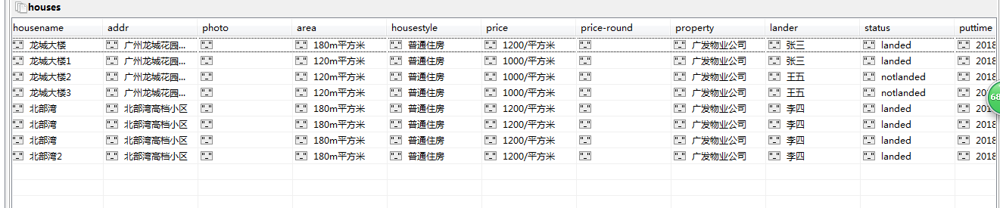 houses
housename addr photo area housestyle price price-round property lander status puttime
龙城大楼 广州龙城花园... 180m平方米 普通住房 1200/平方米 广发物业公司 张三 landed 2018
龙城大楼1 广州龙城花园... 120m平方米 普通住房 1000/平方米 广发物业公司 张三 landed 2018
龙城大楼2 广州龙城花园... 120m平方米 普通住房 1000/平方米 广发物业公司 王五 notlanded 2018
龙城大楼3 广州龙城花园... 120m平方米 普通住房 1000/平方米 广发物业公司 王五 notlanded 2018
北部湾 北部湾高档小区 180m平方米 普通住房 1200/平方米 广发物业公司 李四 landed 2018
北部湾 北部湾高档小区 180m平方米 普通住房 1200/平方米 广发物业公司 李四 landed 2018
北部湾 北部湾高档小区 180m平方米 普通住房 1200/平方米 广发物业公司 李四 landed 2018
北部湾2 北部湾高档小区 180m平方米 普通住房 1200/平方米 广发物业公司 李四 landed 2018
68